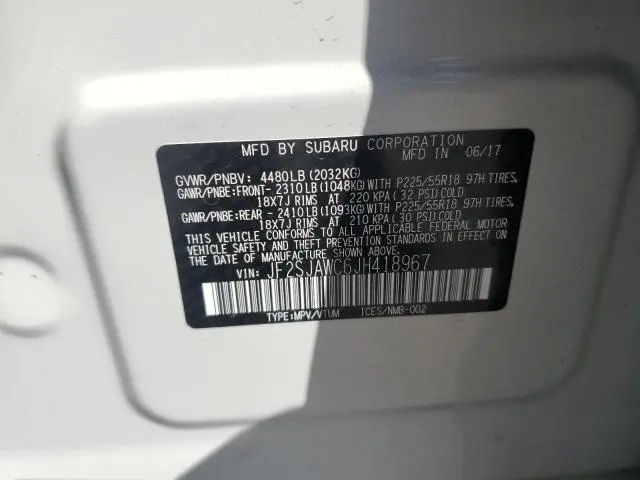 MFD BY SUBARU CORPORATION
MFD IN 06/17
GVWR/PNBV: 4480LB(2032KG)
GAWR/PNBE:FRONT- 2310LB(1048KG)WITH P225/55R18 97H TIRES,
18X7J RIMS AT 220 KPA( 32 PSI)COLD
GAWR/PNBE:REAR - 2410LB(1093KG)WITH P225/55R18 97H TIRES,
18X7J RIMS AT 210 KPA( 30 PSI)COLD
THIS VEHICLE CONFORMS TO ALL APPLICABLE FEDERAL MOTOR
VEHICLE SAFETY AND THEFT PREVENTION STANDARDS IN EFFECT ON
THE DATE OF MANUFACTURE SHOWN ABOVE
VIN: JF2SJAWC6JH418967
TYPE:MPV/VTUM ICES/NMB-002